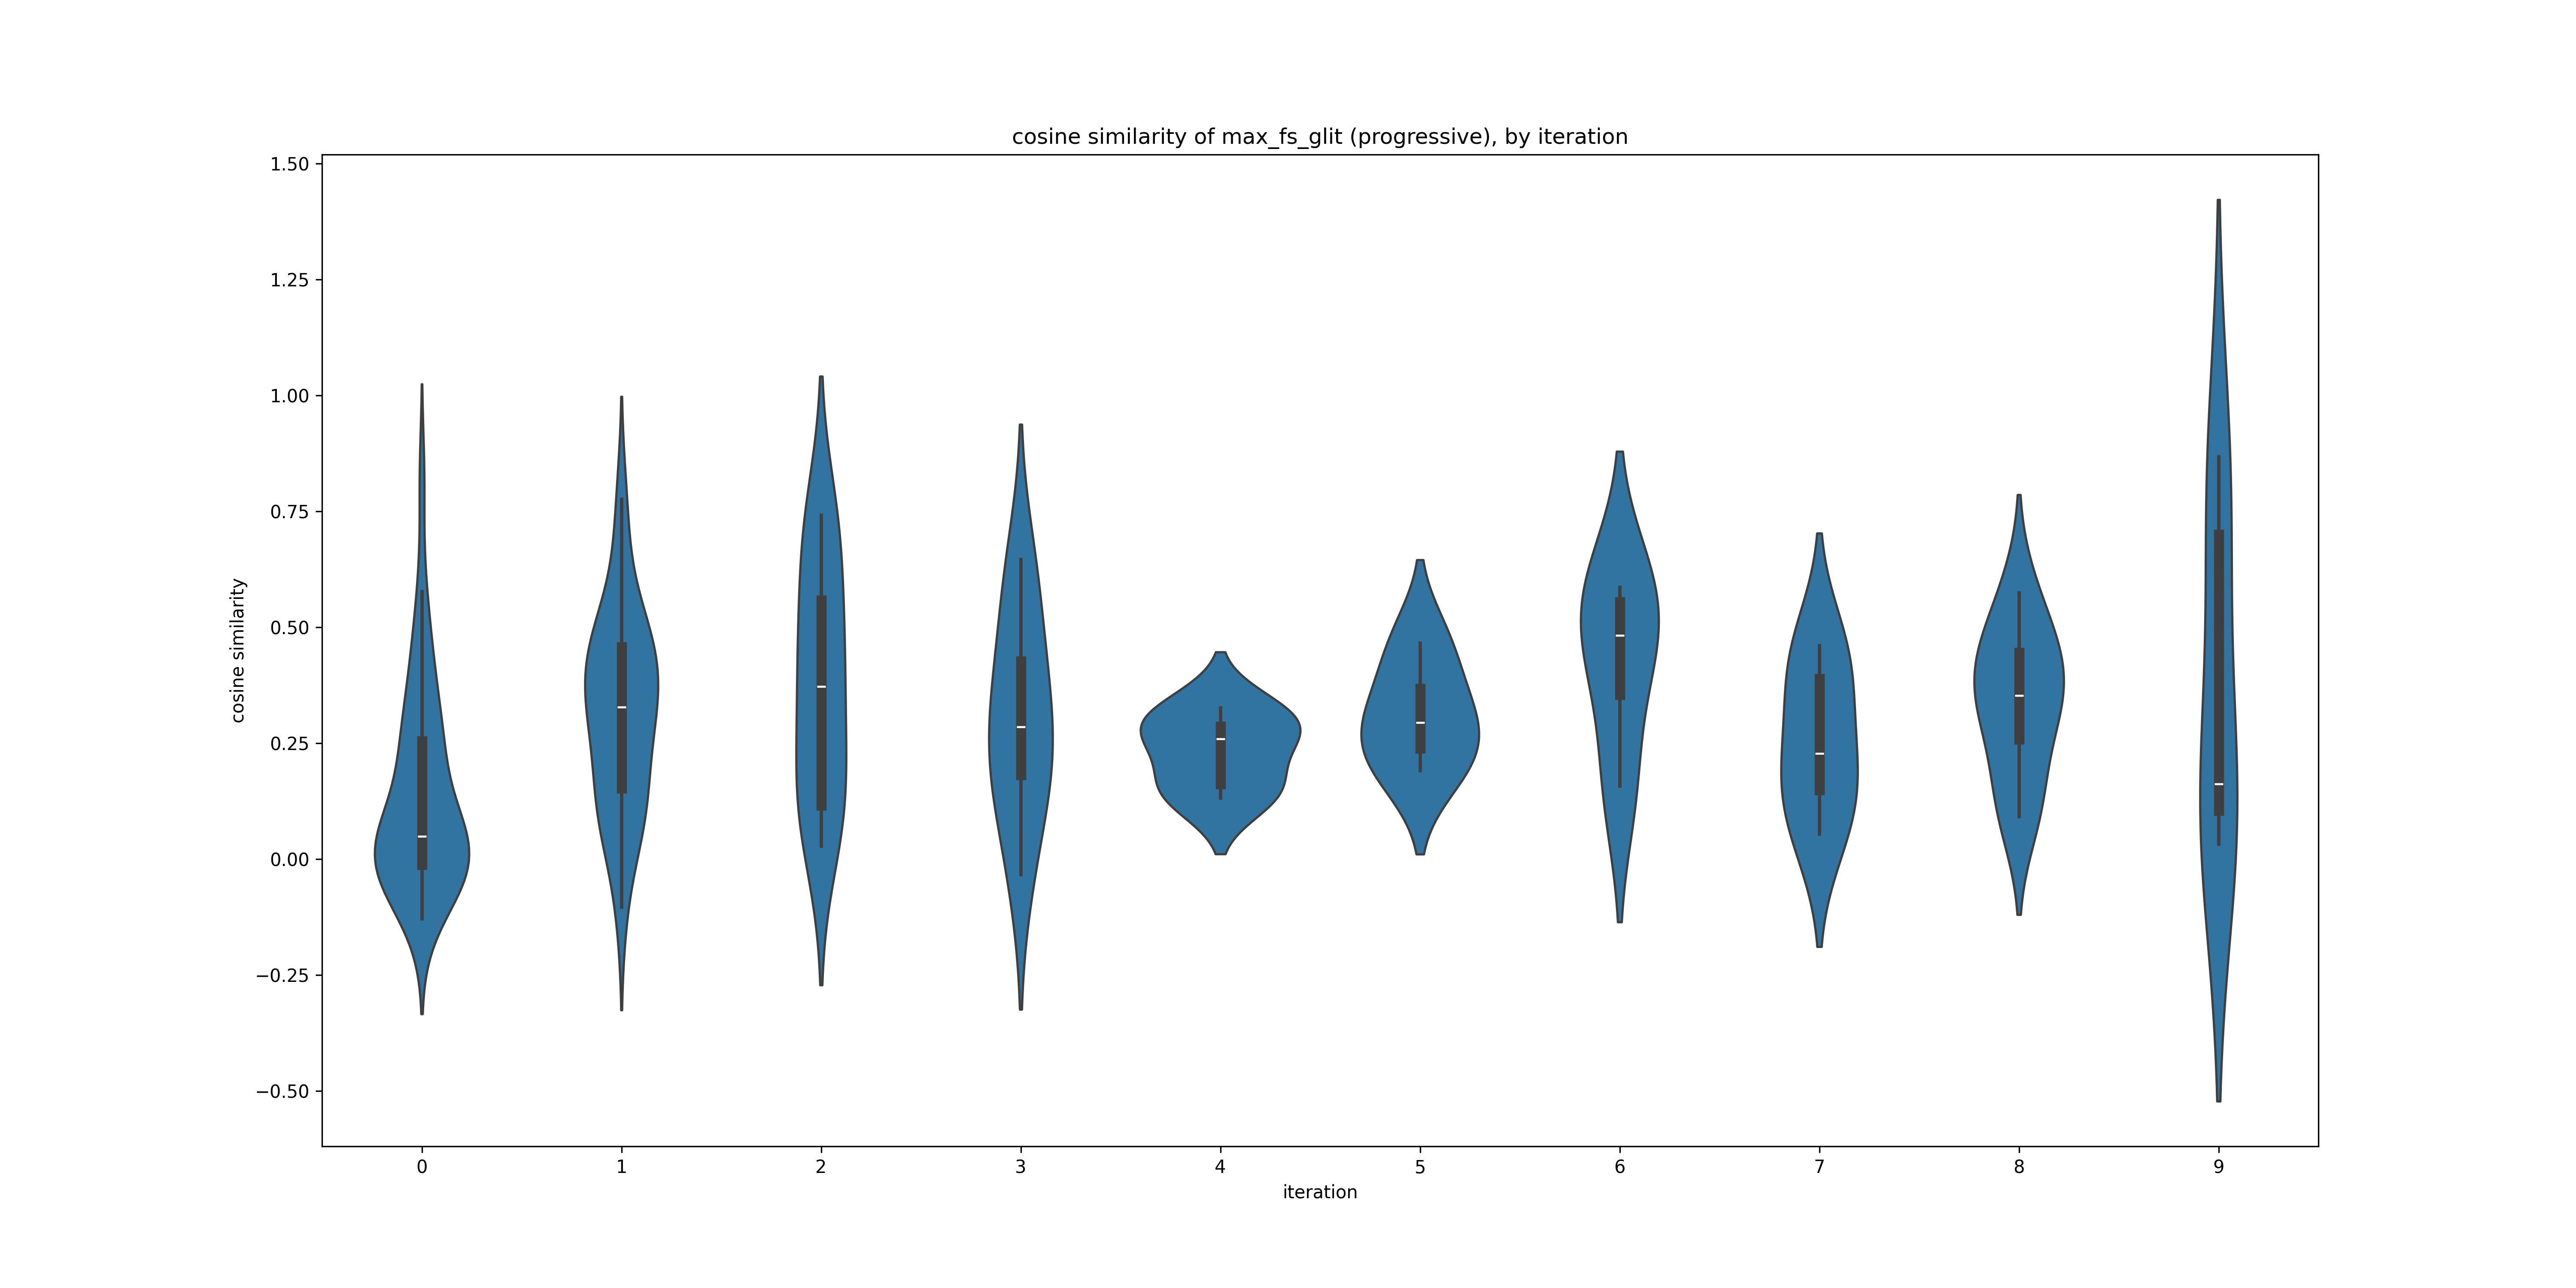 cosine similarity of max_fs_glit (progressive), by iteration
1.50
1.25
1.00
0.75
0.50
0.25
0.00
−0.25
−0.50
cosine similarity
0 1 2 3 4 5 6 7 8 9
iteration